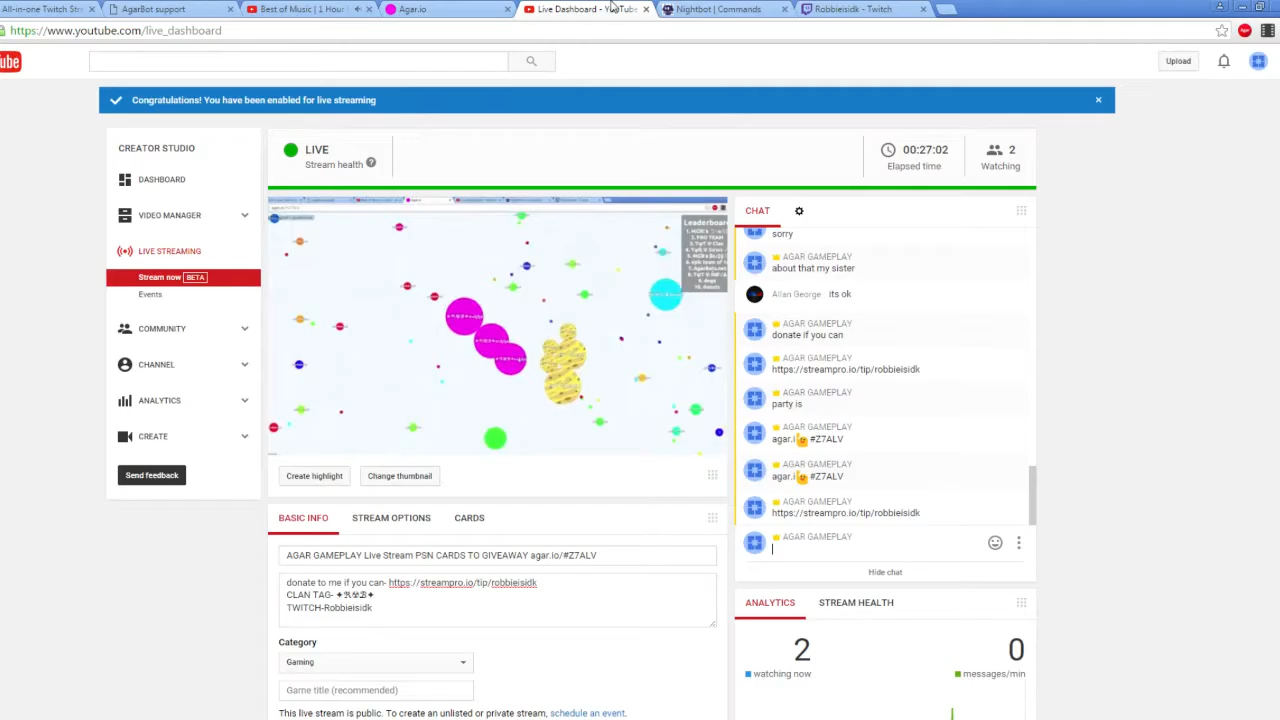 All-in-one Twitch Stre
AgarBot support
Best of Music | 1 Hour
Agar.io
Live Dashboard - YouTube
Nightbot | Commands
Robbieisidk - Twitch
https://www.youtube.com/live_dashboard
Upload
Congratulations! You have been enabled for live streaming
CREATOR STUDIO
DASHBOARD
VIDEO MANAGER
LIVE STREAMING
Stream now BETA
Events
COMMUNITY
CHANNEL
ANALYTICS
CREATE
Send feedback
LIVE
Stream health
00:27:02
Elapsed time
2
Watching
Leaderboard
Create highlight
Change thumbnail
BASIC INFO
STREAM OPTIONS
CARDS
AGAR GAMEPLAY Live Stream PSN CARDS TO GIVEAWAY agar.io/#Z7ALV
donate to me if you can- https://streampro.io/tip/robbieisidk
CLAN TAG- ✦ℜ☢ℬ✦
TWITCH-Robbieisidk
Category
Gaming
Game title (recommended)
This live stream is public. To create an unlisted or private stream, schedule an event.
CHAT
sorry
AGAR GAMEPLAY
about that my sister
Allan George its ok
AGAR GAMEPLAY
donate if you can
AGAR GAMEPLAY
https://streampro.io/tip/robbieisidk
AGAR GAMEPLAY
party is
AGAR GAMEPLAY
agar.i🙋#Z7ALV
AGAR GAMEPLAY
agar.i🙋#Z7ALV
AGAR GAMEPLAY
https://streampro.io/tip/robbieisidk
AGAR GAMEPLAY
Hide chat
ANALYTICS
STREAM HEALTH
2
watching now
0
messages/min